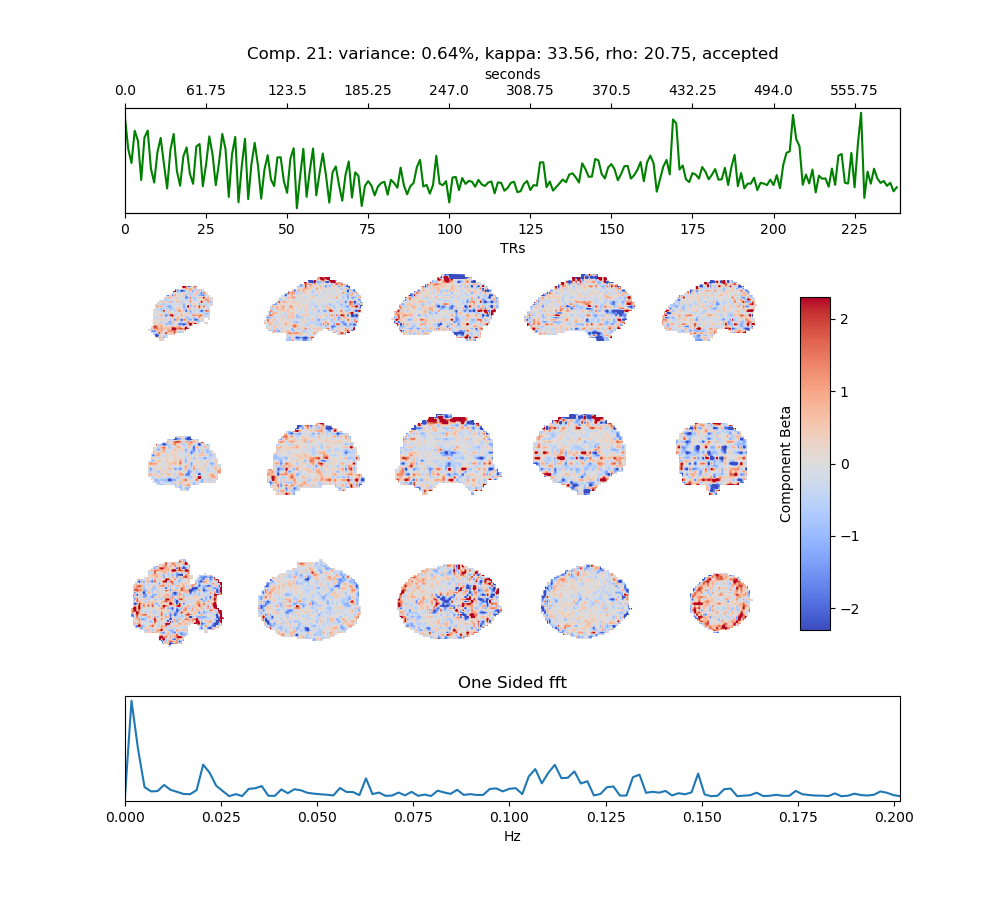 Comp. 21: variance: 0.64%, kappa: 33.56, rho: 20.75, accepted
seconds
0.0 61.75 123.5 185.25 247.0 308.75 370.5 432.25 494.0 555.75
0 25 50 75 100 125 150 175 200 225
TRs
2
1
0
−1
−2
Component Beta
One Sided fft
0.000 0.025 0.050 0.075 0.100 0.125 0.150 0.175 0.200
Hz